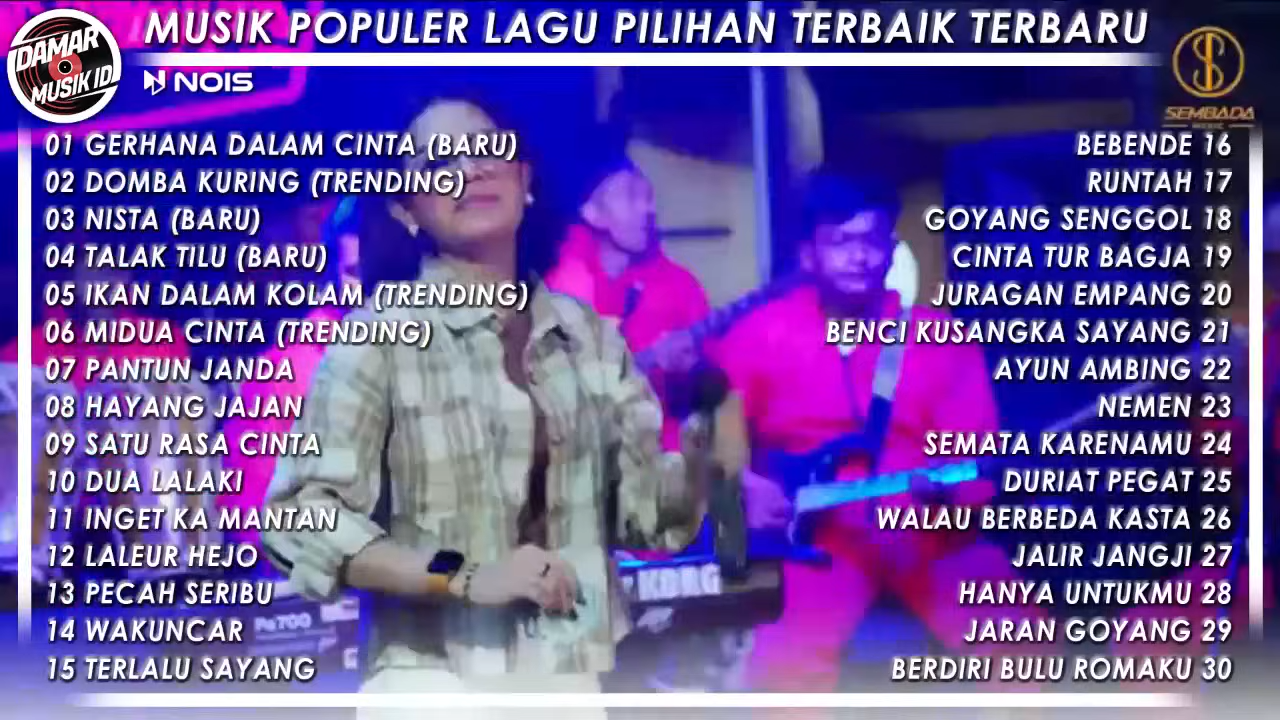 DAMAR
MUSIK ID
MUSIK POPULER LAGU PILIHAN TERBAIK TERBARU
NOIS
SEMBADA
MUSIC
01 GERHANA DALAM CINTA (BARU)
02 DOMBA KURING (TRENDING)
03 NISTA (BARU)
04 TALAK TILU (BARU)
05 IKAN DALAM KOLAM (TRENDING)
06 MIDUA CINTA (TRENDING)
07 PANTUN JANDA
08 HAYANG JAJAN
09 SATU RASA CINTA
10 DUA LALAKI
11 INGET KA MANTAN
12 LALEUR HEJO
13 PECAH SERIBU
14 WAKUNCAR
15 TERLALU SAYANG
BEBENDE 16
RUNTAH 17
GOYANG SENGGOL 18
CINTA TUR BAGJA 19
JURAGAN EMPANG 20
BENCI KUSANGKA SAYANG 21
AYUN AMBING 22
NEMEN 23
SEMATA KARENAMU 24
DURIAT PEGAT 25
WALAU BERBEDA KASTA 26
JALIR JANGJI 27
HANYA UNTUKMU 28
JARAN GOYANG 29
BERDIRI BULU ROMAKU 30
KORG
Pa700